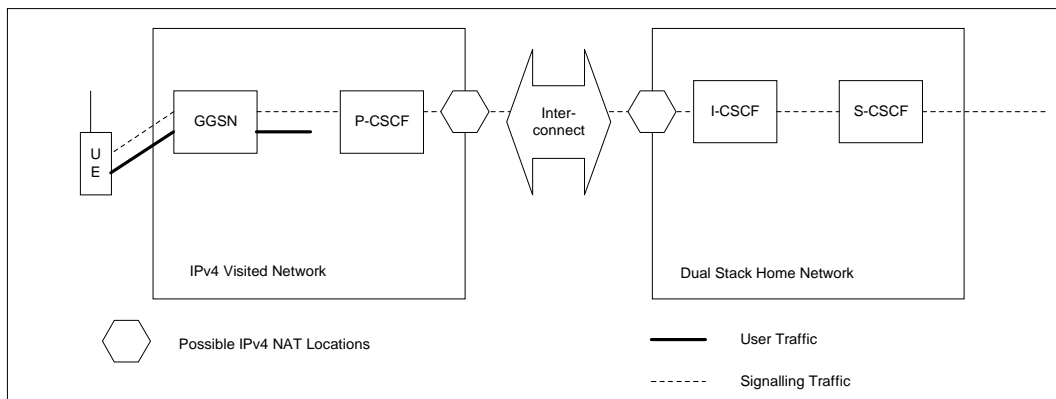 U
E
GGSN
P-CSCF
Inter-
connect
I-CSCF
S-CSCF
IPv4 Visited Network
Dual Stack Home Network
Possible IPv4 NAT Locations
User Traffic
Signalling Traffic